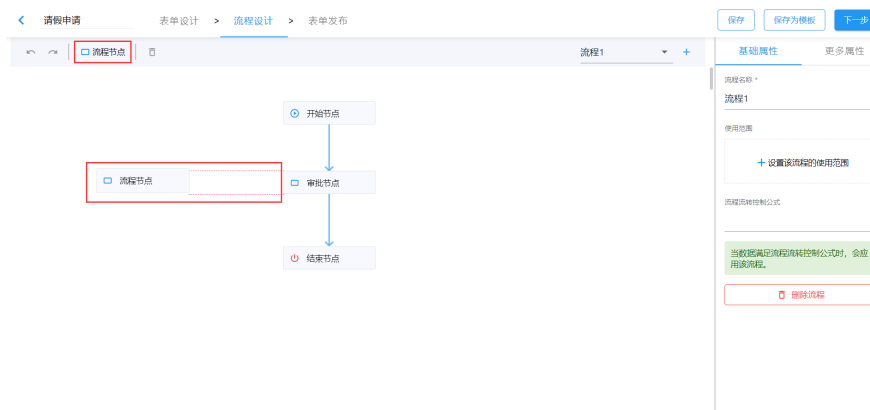 请假申请
表单设计 > 流程设计 > 表单发布
保存
保存为模板
下一步
流程节点
流程1
+
基础属性
更多属性
开始节点
流程节点
审批节点
结束节点
流程名称 *
流程1
使用范围
+ 设置该流程的使用范围
流程流转控制公式
当数据满足流程流转控制公式时，会应
用该流程。
删除流程